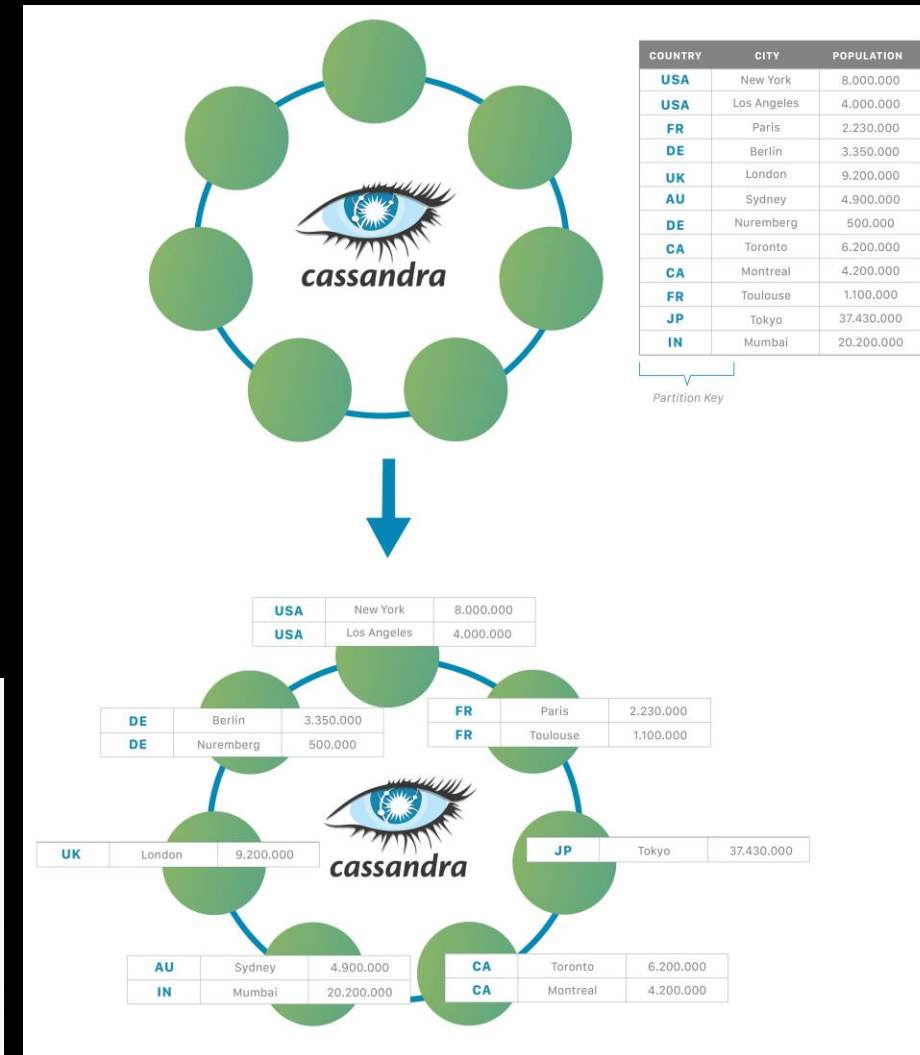 COUNTRY CITY POPULATION
USA New York 8.000.000
USA Los Angeles 4.000.000
FR Paris 2.230.000
DE Berlin 3.350.000
UK London 9.200.000
AU Sydney 4.900.000
DE Nuremberg 500.000
CA Toronto 6.200.000
CA Montreal 4.200.000
FR Toulouse 1.100.000
JP Tokyo 37.430.000
IN Mumbai 20.200.000
Partition Key
cassandra
USA New York 8.000.000
USA Los Angeles 4.000.000
DE Berlin 3.350.000
DE Nuremberg 500.000
FR Paris 2.230.000
FR Toulouse 1.100.000
UK London 9.200.000
cassandra
JP Tokyo 37.430.000
AU Sydney 4.900.000
IN Mumbai 20.200.000
CA Toronto 6.200.000
CA Montreal 4.200.000